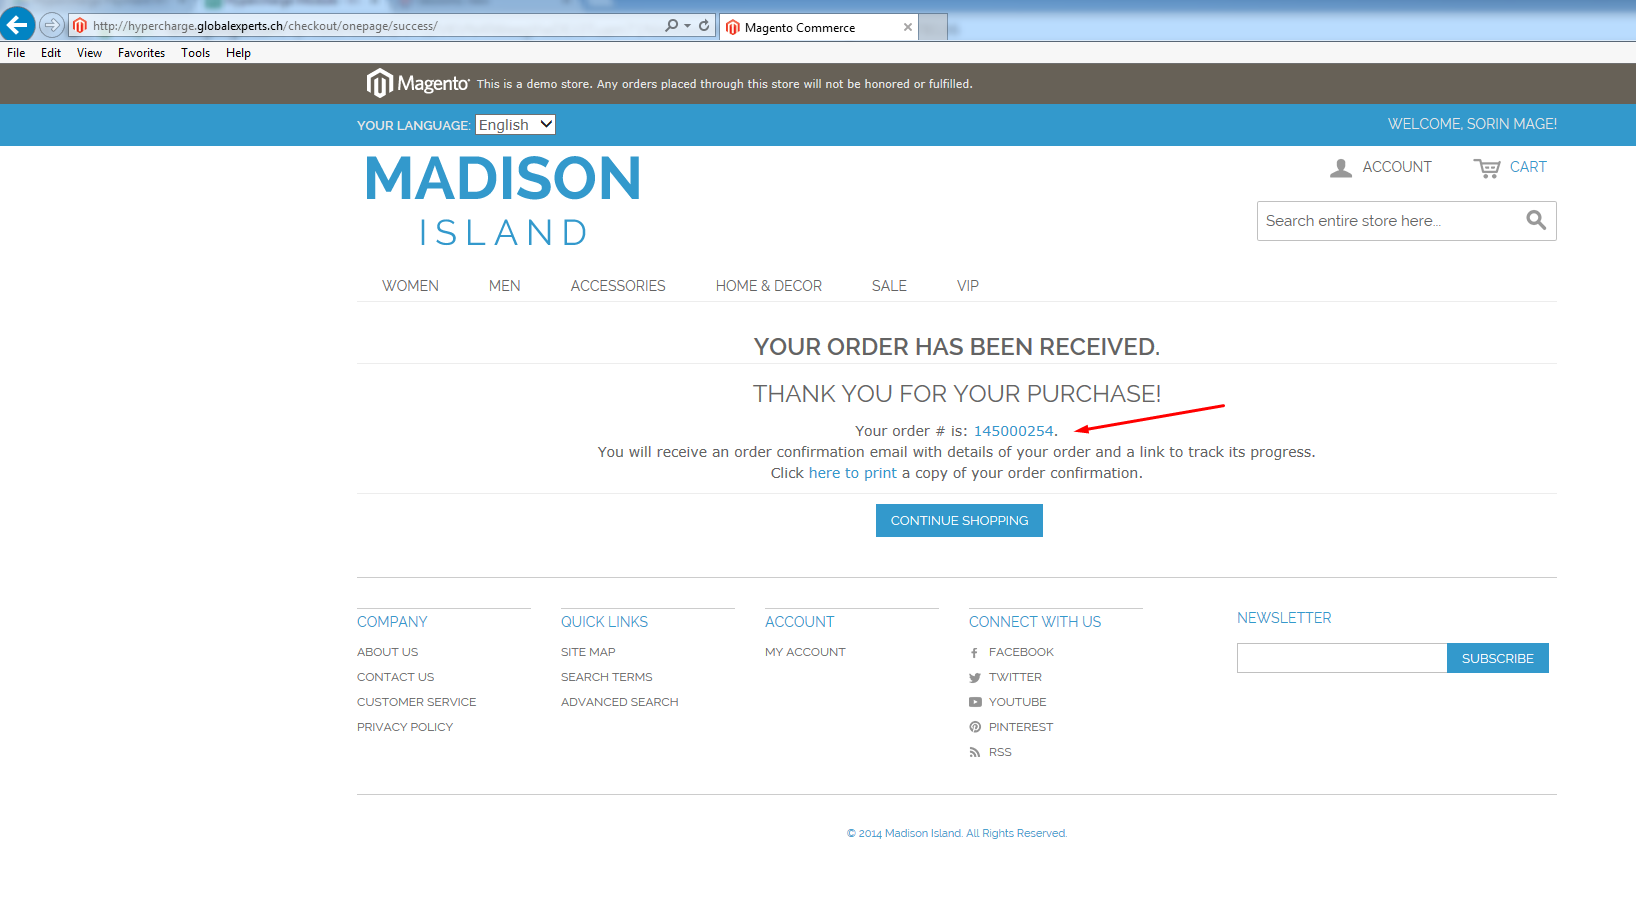 http://hypercharge.globalexperts.ch/checkout/onepage/success/
Magento Commerce
File Edit View Favorites Tools Help
Magento This is a demo store. Any orders placed through this store will not be honored or fulfilled.
YOUR LANGUAGE: English
WELCOME, SORIN MAGE!
MADISON
ISLAND
ACCOUNT CART
Search entire store here...
WOMEN MEN ACCESSORIES HOME & DECOR SALE VIP
YOUR ORDER HAS BEEN RECEIVED.
THANK YOU FOR YOUR PURCHASE!
Your order # is: 145000254.
You will receive an order confirmation email with details of your order and a link to track its progress.
Click here to print a copy of your order confirmation.
CONTINUE SHOPPING
COMPANY
ABOUT US
CONTACT US
CUSTOMER SERVICE
PRIVACY POLICY
QUICK LINKS
SITE MAP
SEARCH TERMS
ADVANCED SEARCH
ACCOUNT
MY ACCOUNT
CONNECT WITH US
FACEBOOK
TWITTER
YOUTUBE
PINTEREST
RSS
NEWSLETTER
SUBSCRIBE
© 2014 Madison Island. All Rights Reserved.